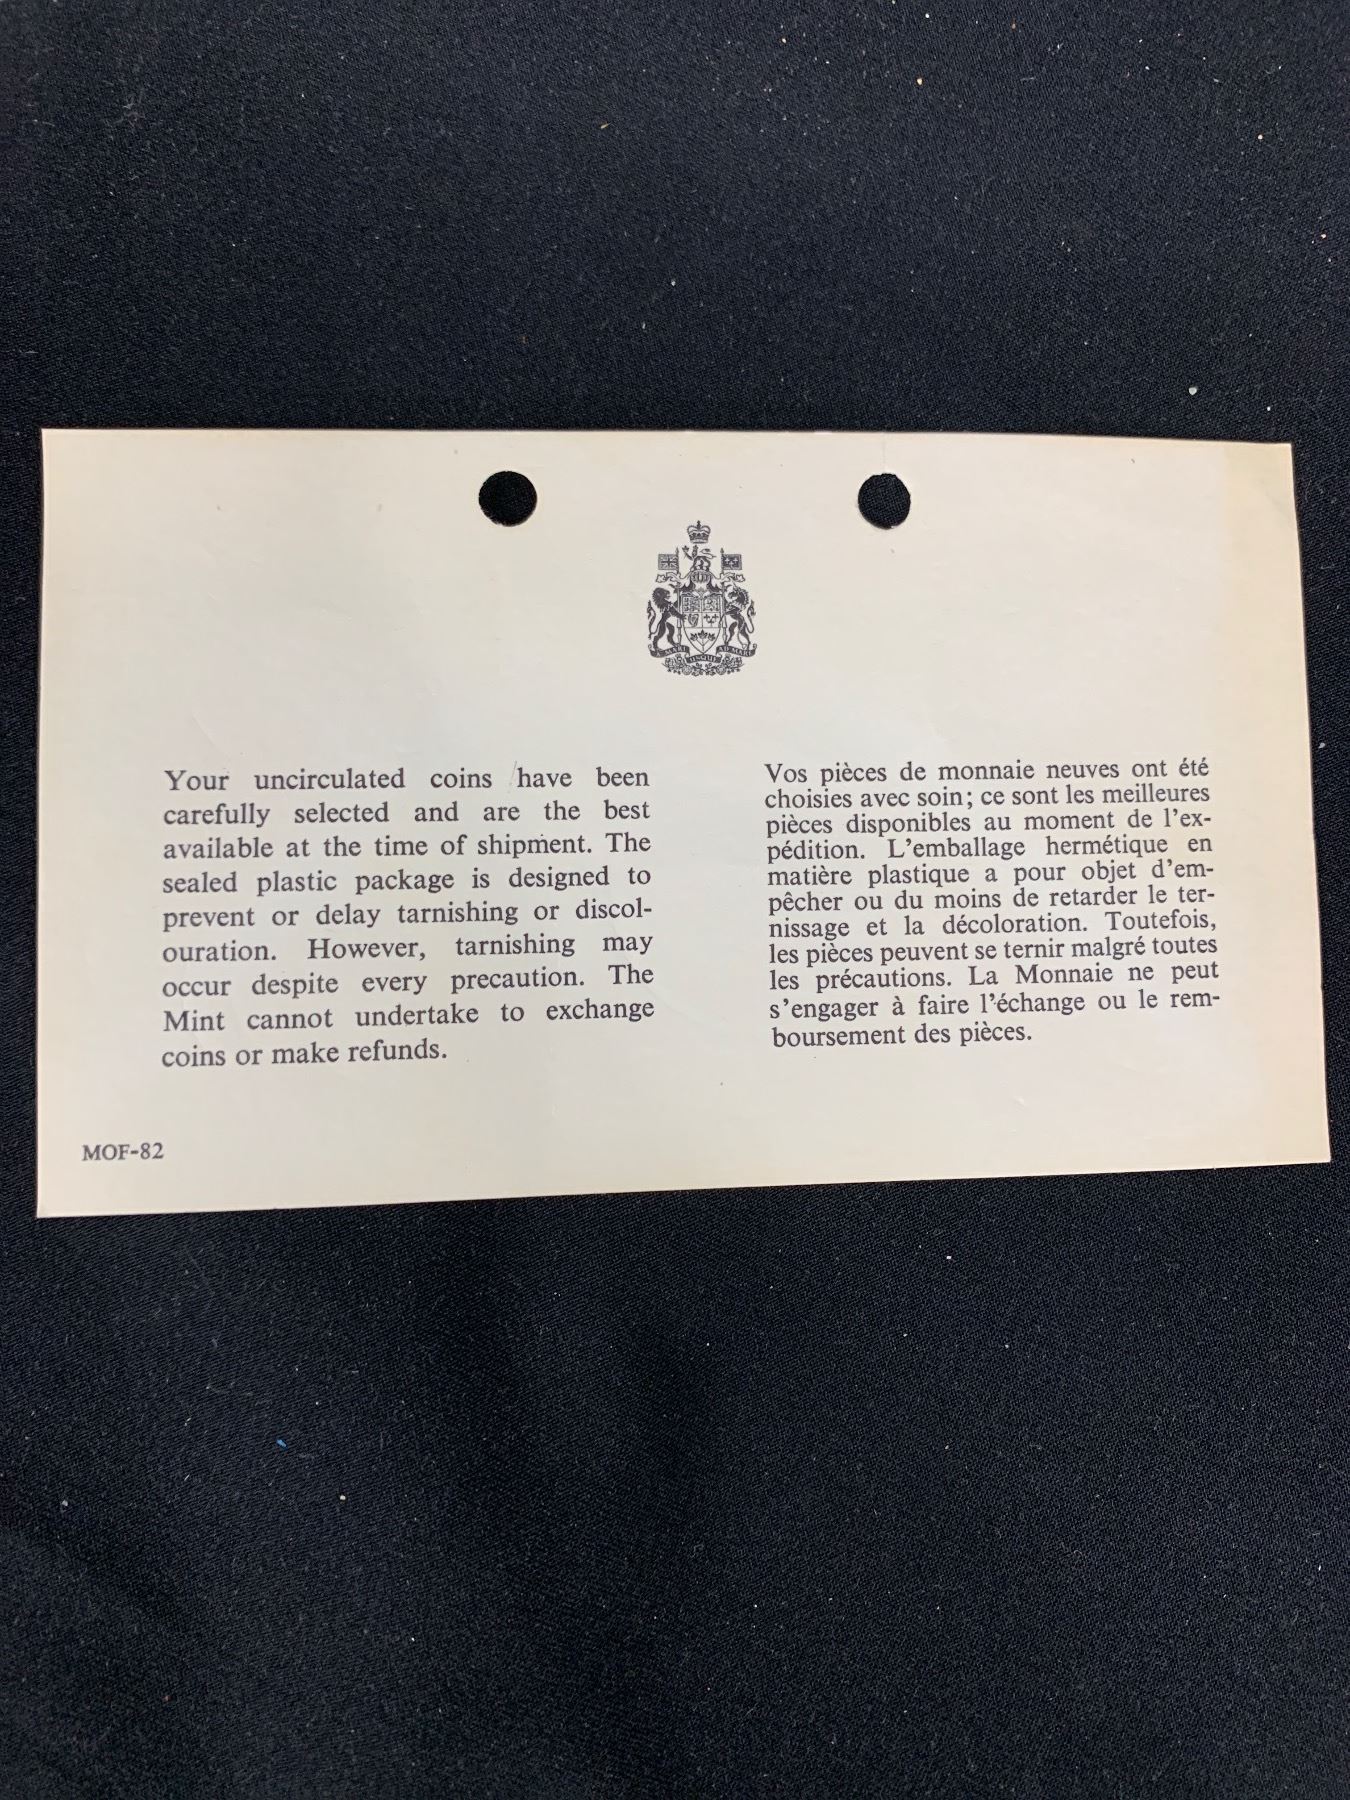 Your uncirculated coins have been
carefully selected and are the best
available at the time of shipment. The
sealed plastic package is designed to
prevent or delay tarnishing or discol-
ouration. However, tarnishing may
occur despite every precaution. The
Mint cannot undertake to exchange
coins or make refunds.
Vos pièces de monnaie neuves ont été
choisies avec soin; ce sont les meilleures
pièces disponibles au moment de l'ex-
pédition. L'emballage hermétique en
matière plastique a pour objet d'em-
pêcher ou du moins de retarder le ter-
nissage et la décoloration. Toutefois,
les pièces peuvent se ternir malgré toutes
les précautions. La Monnaie ne peut
s'engager à faire l'échange ou le rem-
boursement des pièces.
MOF-82